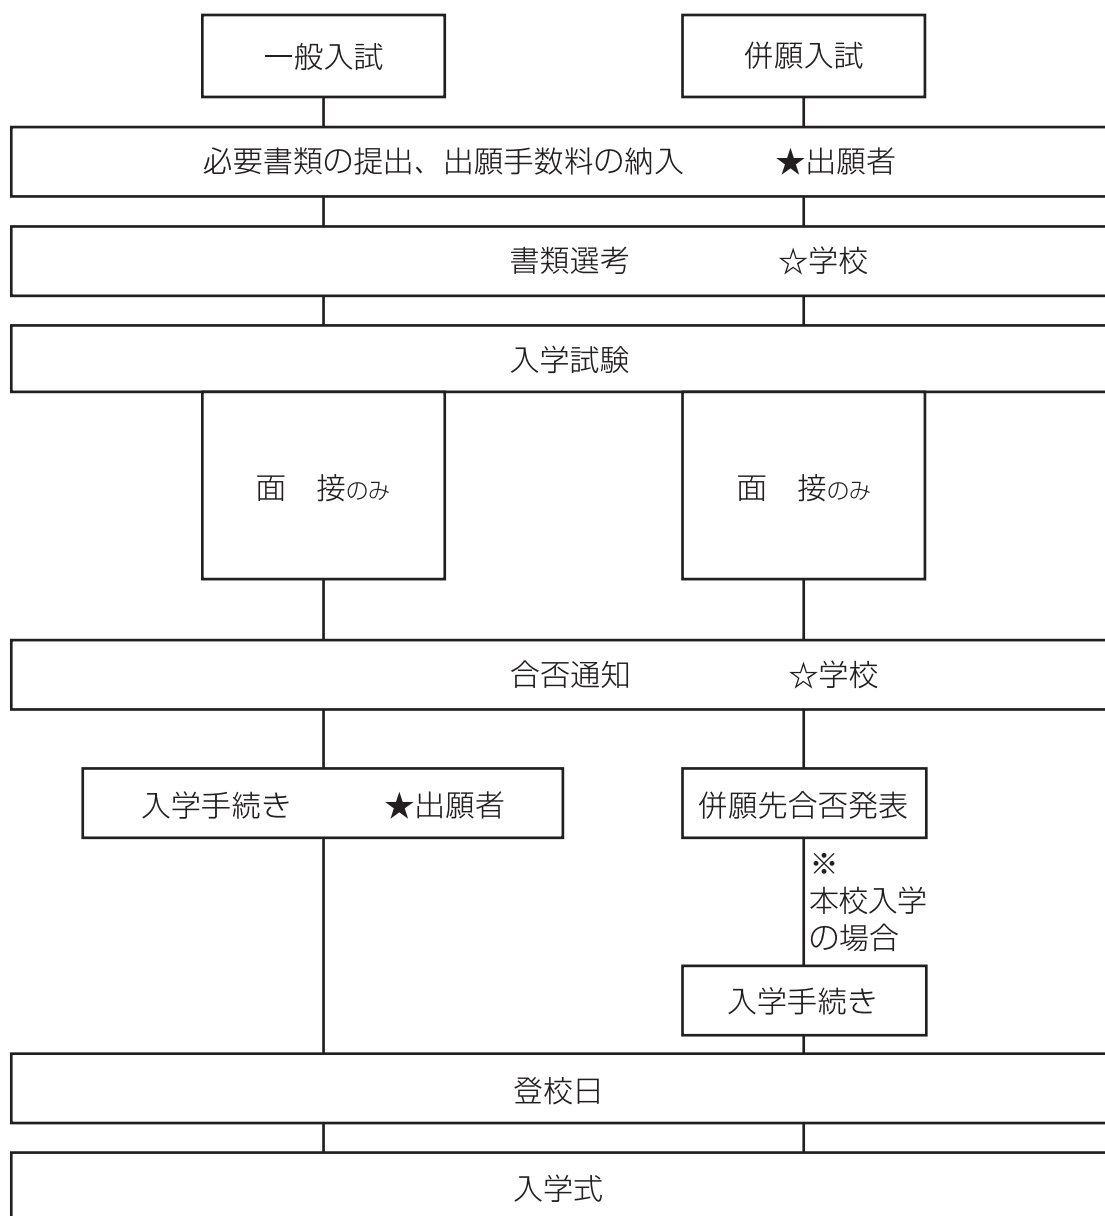 一般入試
併願入試
必要書類の提出、出願手数料の納入 ★出願者
書類選考 ☆学校
入学試験
面 接のみ
面 接のみ
合否通知 ☆学校
入学手続き ★出願者
併願先合否発表
※
本校入学
の場合
入学手続き
登校日
入学式